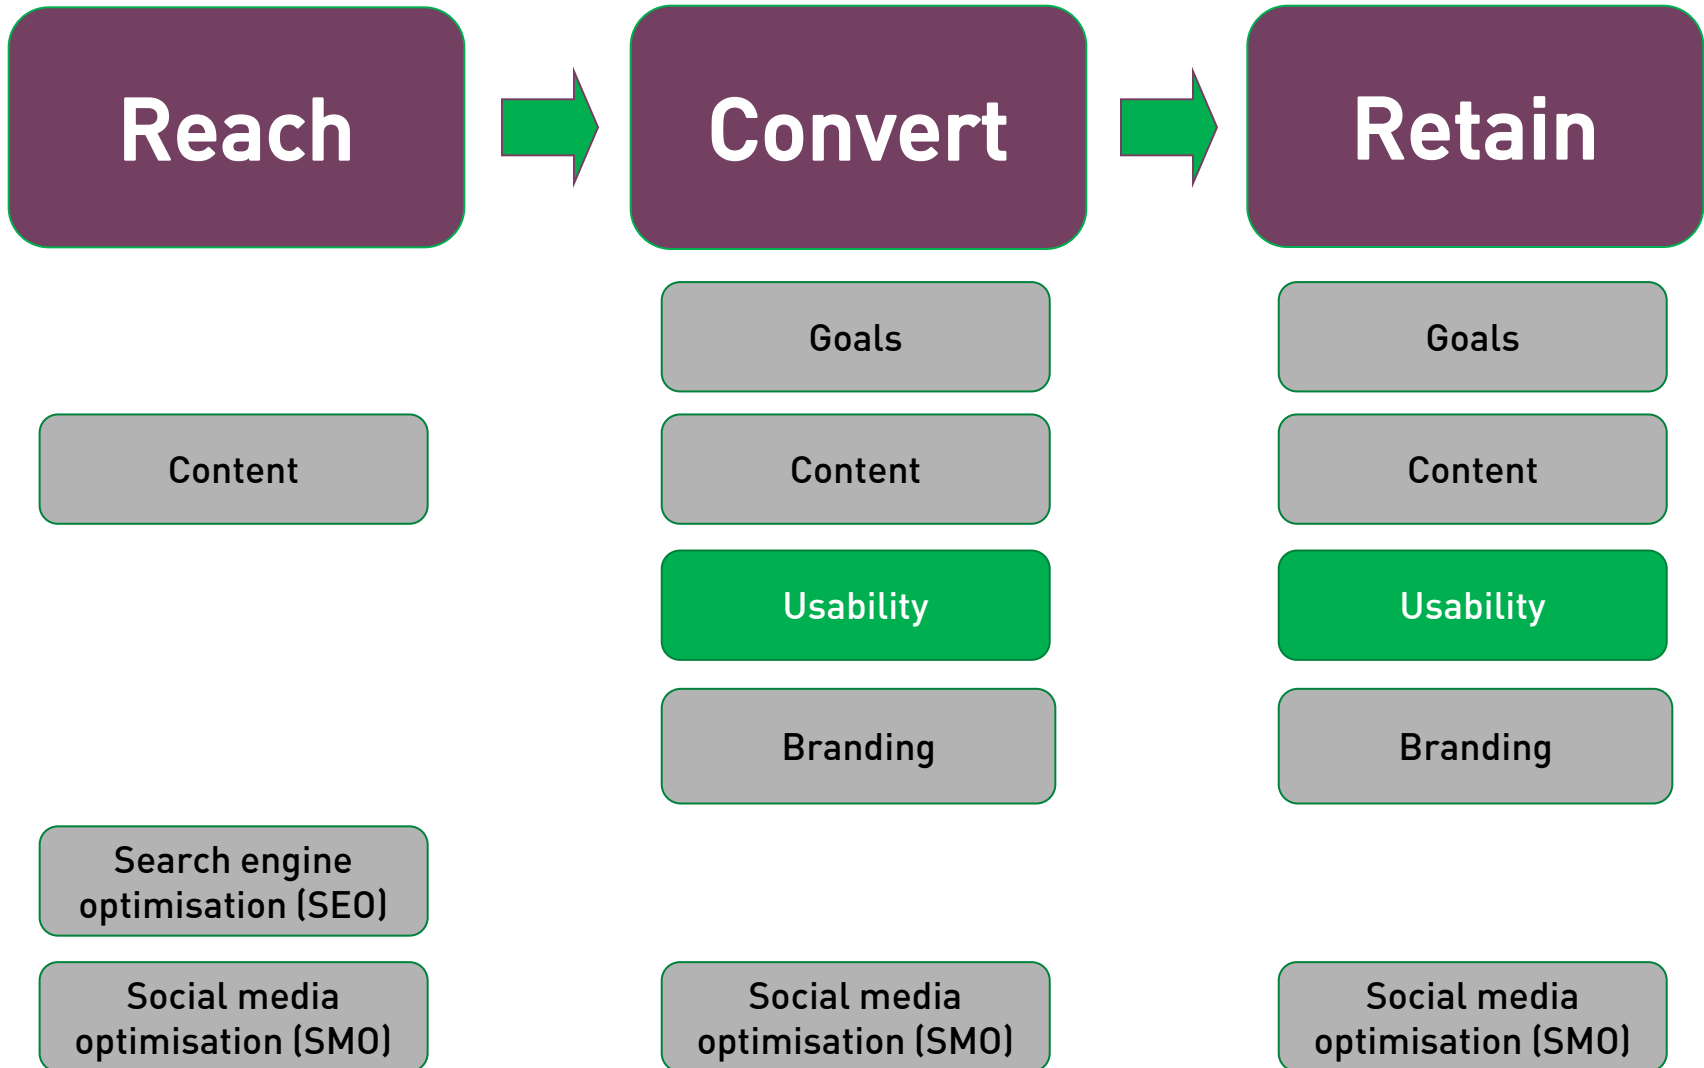 Reach
Convert
Retain
Goals
Goals
Content
Content
Content
Usability
Usability
Branding
Branding
Search engine
optimisation (SEO)
Social media
optimisation (SMO)
Social media
optimisation (SMO)
Social media
optimisation (SMO)